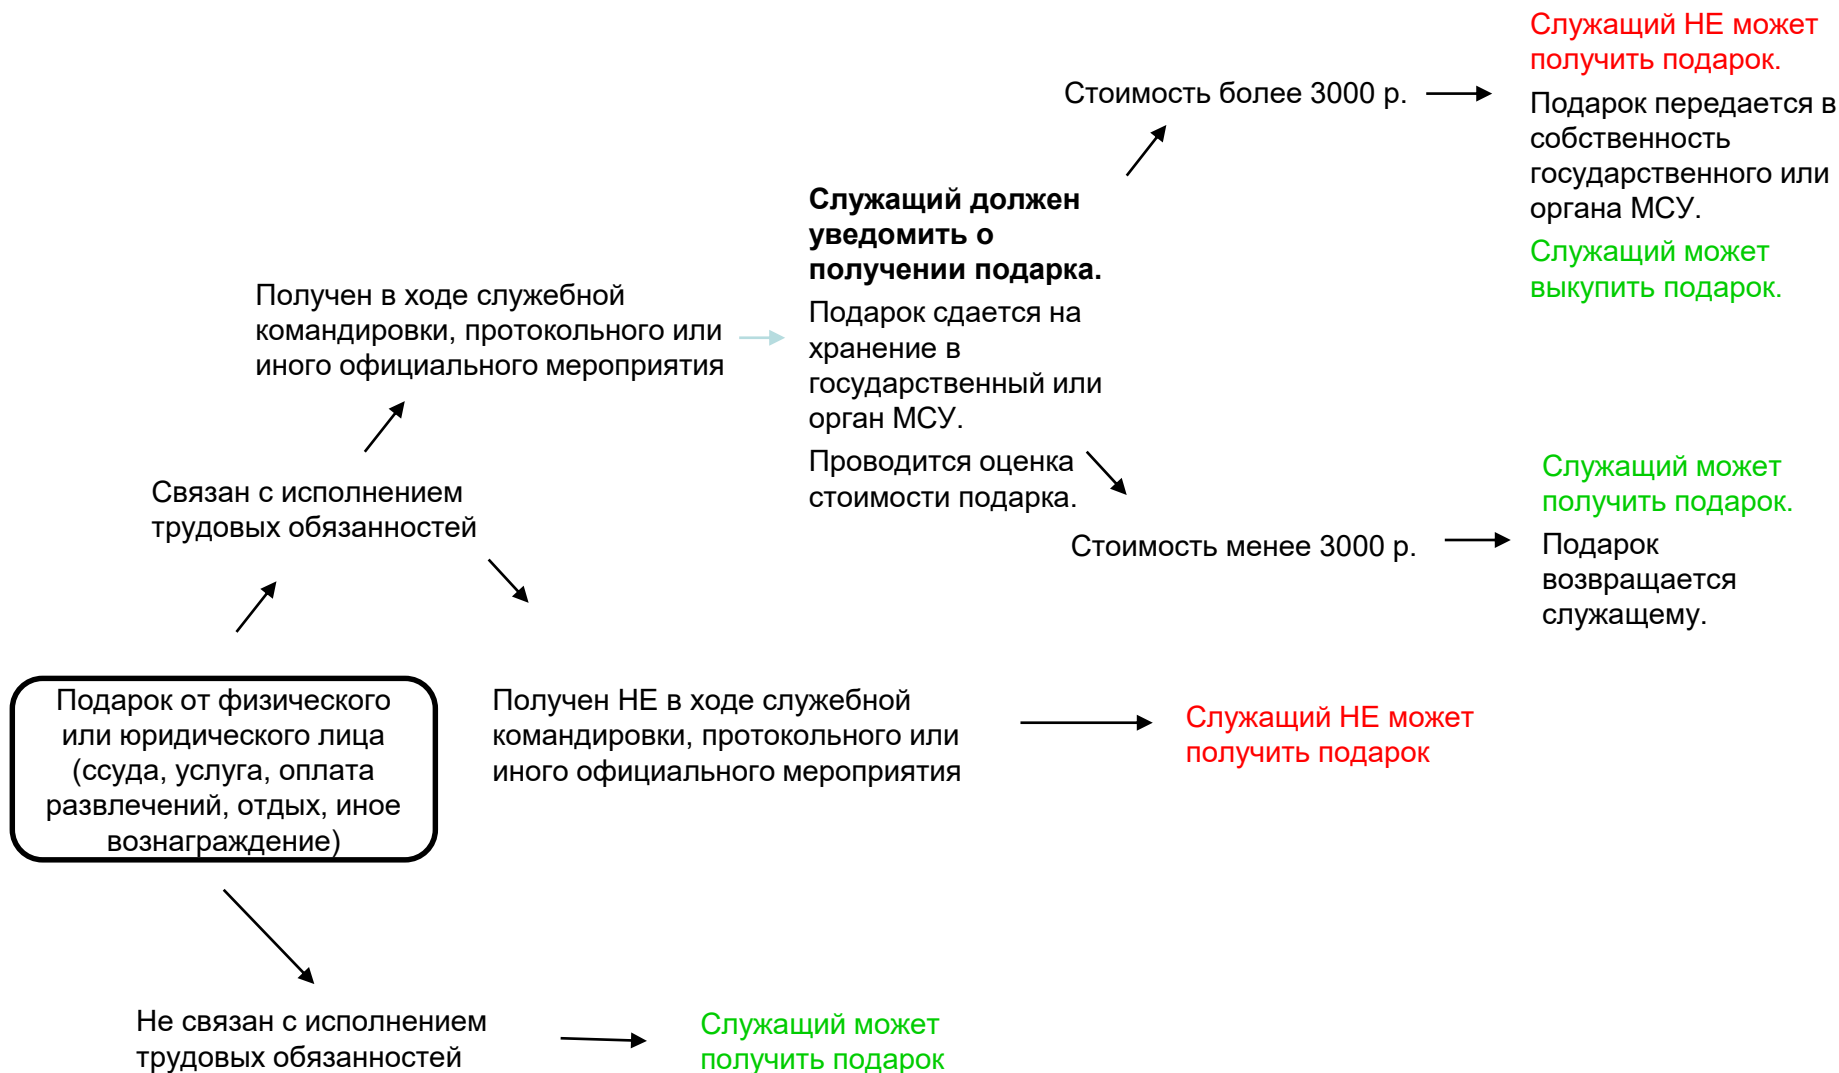 Служащий НЕ может
получить подарок.
Подарок передается в
собственность
государственного или
органа МСУ.
Служащий может
выкупить подарок.
Стоимость более 3000 р.
Служащий должен
уведомить о
получении подарка.
Подарок сдается на
хранение в
государственный или
орган МСУ.
Проводится оценка
стоимости подарка.
Получен в ходе служебной
командировки, протокольного или
иного официального мероприятия
Связан с исполнением
трудовых обязанностей
Служащий может
получить подарок.
Подарок
возвращается
служащему.
Стоимость менее 3000 р.
Подарок от физического
или юридического лица
(ссуда, услуга, оплата
развлечений, отдых, иное
вознаграждение)
Получен НЕ в ходе служебной
командировки, протокольного или
иного официального мероприятия
Служащий НЕ может
получить подарок
Не связан с исполнением
трудовых обязанностей
Служащий может
получить подарок